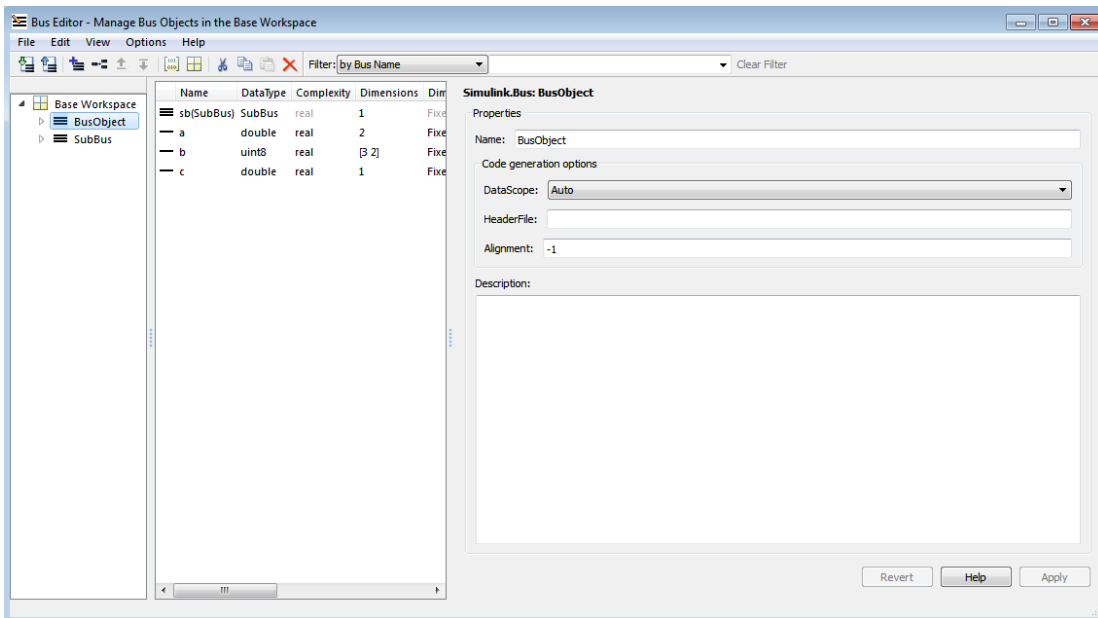 Bus Editor - Manage Bus Objects in the Base Workspace
File Edit View Options Help
Filter: by Bus Name Clear Filter
Base Workspace
BusObject
SubBus
Name DataType Complexity Dimensions Dim
sb(SubBus) SubBus real 1 Fixe
a double real 2 Fixe
b uint8 real [3 2] Fixe
c double real 1 Fixe
Simulink.Bus: BusObject
Properties
Name: BusObject
Code generation options
DataScope: Auto
HeaderFile:
Alignment: -1
Description:
Revert Help Apply